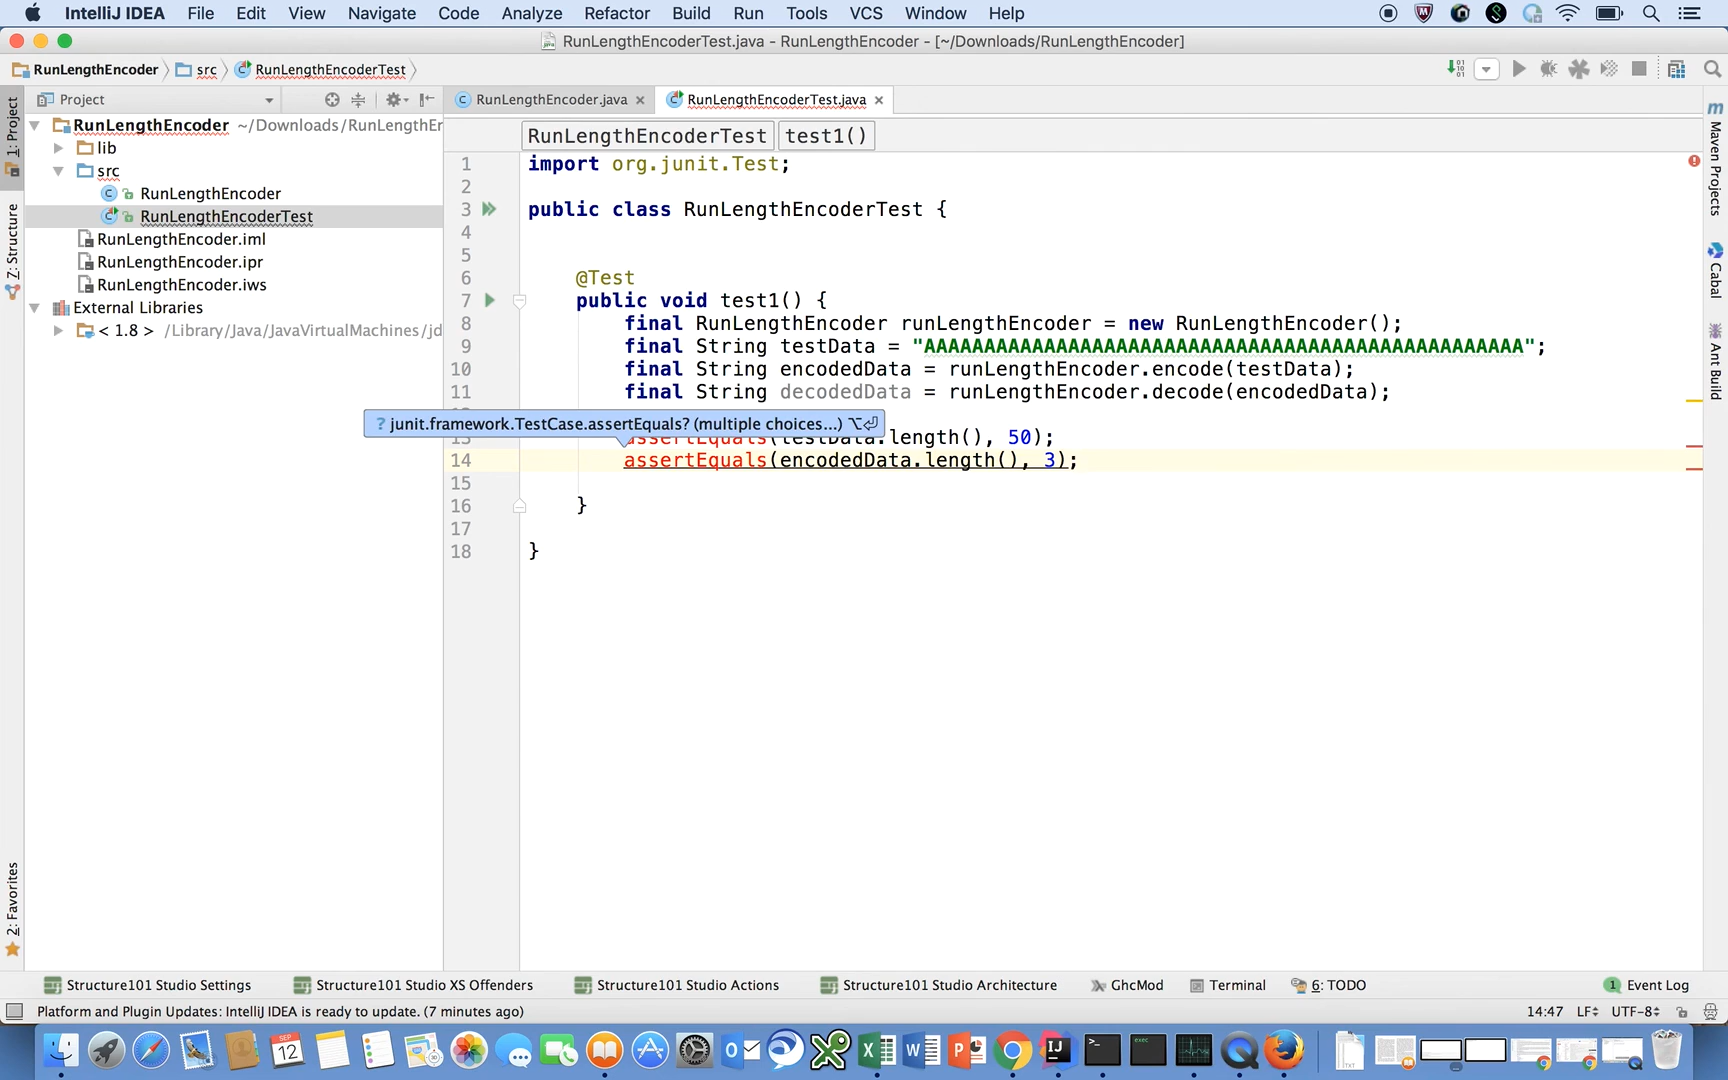 IntelliJ IDEA File Edit View Navigate Code Analyze Refactor Build Run Tools VCS Window Help
RunLengthEncoderTest.java - RunLengthEncoder - [~/Downloads/RunLengthEncoder]
RunLengthEncoder src RunLengthEncoderTest
Project
RunLengthEncoder.java RunLengthEncoderTest.java
RunLengthEncoder ~/Downloads/RunLengthEr
lib
src
RunLengthEncoder
RunLengthEncoderTest
RunLengthEncoder.iml
RunLengthEncoder.ipr
RunLengthEncoder.iws
External Libraries
< 1.8 > /Library/Java/JavaVirtualMachines/jd
1: Project
Z: Structure
2: Favorites
RunLengthEncoderTest test1()
1 import org.junit.Test;
2
3 public class RunLengthEncoderTest {
4
5
6 @Test
7 public void test1() {
8 final RunLengthEncoder runLengthEncoder = new RunLengthEncoder();
9 final String testData = "AAAAAAAAAAAAAAAAAAAAAAAAAAAAAAAAAAAAAAAAAAAAAAAAAA";
10 final String encodedData = runLengthEncoder.encode(testData);
11 final String decodedData = runLengthEncoder.decode(encodedData);
? junit.framework.TestCase.assertEquals? (multiple choices...) ⌥⏎
13 assertEquals(testData.length(), 50);
14 assertEquals(encodedData.length(), 3);
15
16 }
17
18 }
Maven Projects
Cabal
Ant Build
Structure101 Studio Settings Structure101 Studio XS Offenders Structure101 Studio Actions Structure101 Studio Architecture GhcMod Terminal 6: TODO 1 Event Log
Platform and Plugin Updates: IntelliJ IDEA is ready to update. (7 minutes ago) 14:47 LF÷ UTF-8÷
SEP
12